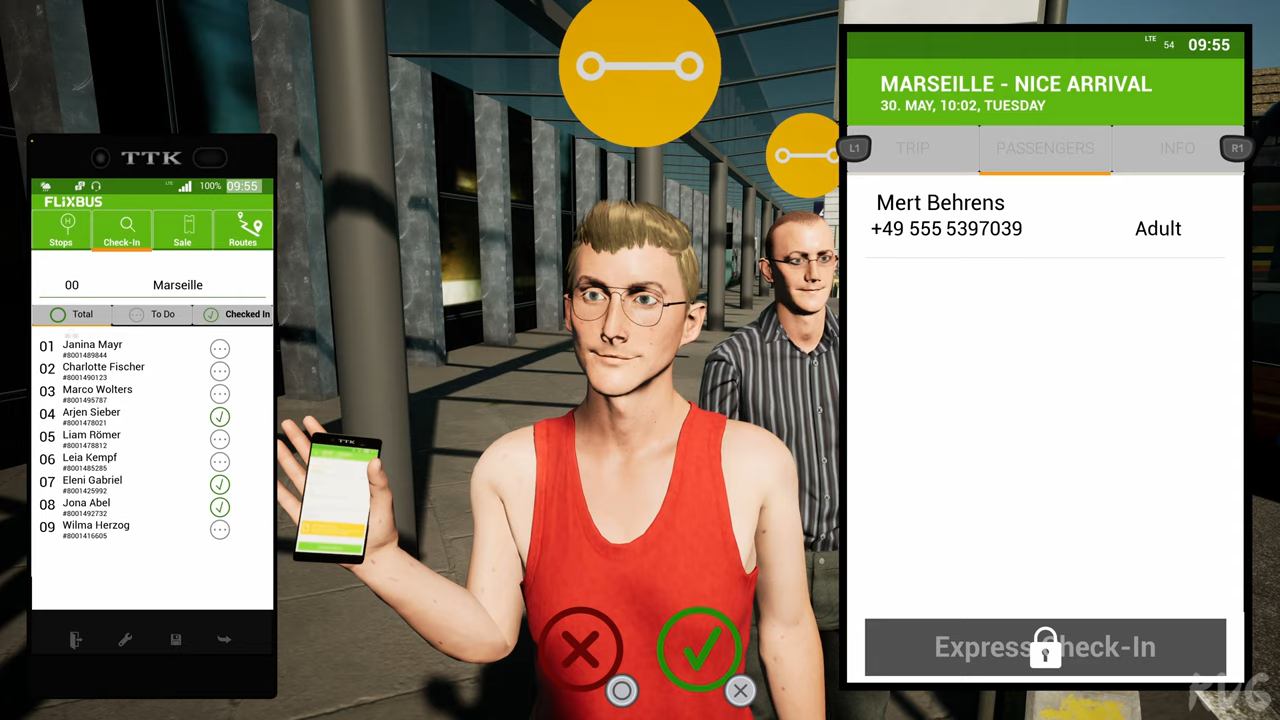 TTK
LTE
100%
09:55
FLiXBUS
H
Stops
Check-In
Sale
Routes
00
Marseille
Total
To Do
Checked In
01
Janina Mayr
#8001489844
02
Charlotte Fischer
#8001490123
03
Marco Wolters
#8001495787
04
Arjen Sieber
#8001478021
05
Liam Römer
#8001478812
06
Leia Kempf
#8001485285
07
Eleni Gabriel
#8001425992
08
Jona Abel
#8001492732
09
Wilma Herzog
#8001416605
TTK
LTE
54
09:55
MARSEILLE - NICE ARRIVAL
30. MAY, 10:02, TUESDAY
L1
TRIP
PASSENGERS
INFO
R1
Mert Behrens
+49 555 5397039
Adult
Express Check-In
RVG